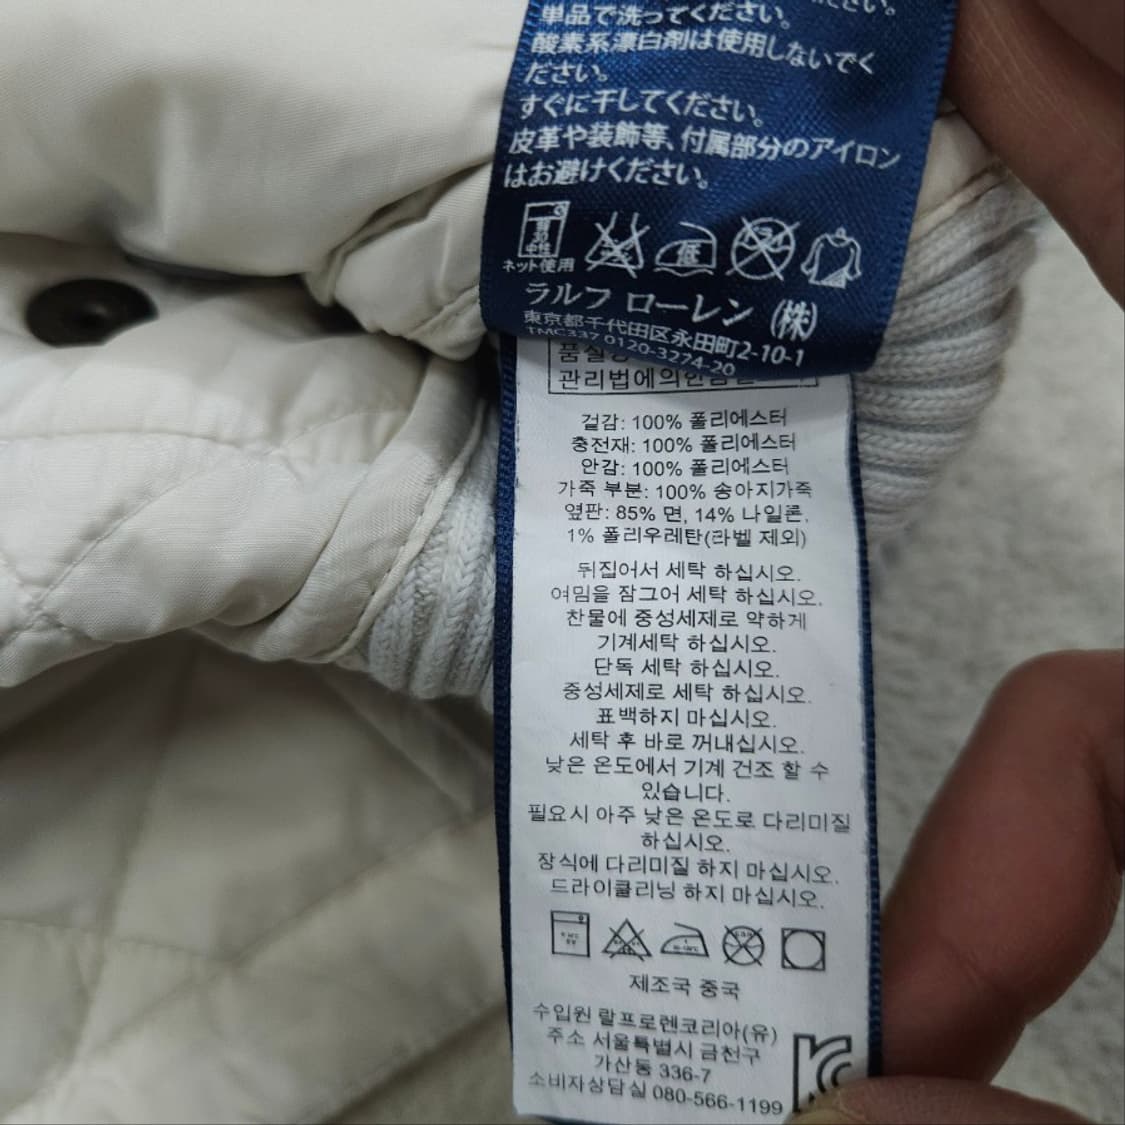 単品で洗ってください。
酸素系漂白剤は使用しないでく
ださい。
すぐに干してください。
皮革や装飾等、付属部分のアイロン
はお避けください。
30
中性
低
ネット使用
ラルフ ローレン (株)
東京都千代田区永田町2-10-1
TMC337 0120-3274-20
관리법에의한
겉감: 100% 폴리에스터
충전재: 100% 폴리에스터
안감: 100% 폴리에스터
가죽 부분: 100% 송아지가죽
옆판: 85% 면, 14% 나일론,
1% 폴리우레탄(라벨 제외)
뒤집어서 세탁 하십시오.
여밈을 잠그어 세탁 하십시오.
찬물에 중성세제로 약하게
기계세탁 하십시오.
단독 세탁 하십시오.
중성세제로 세탁 하십시오.
표백하지 마십시오.
세탁 후 바로 꺼내십시오.
낮은 온도에서 기계 건조 할 수
있습니다.
필요시 아주 낮은 온도로 다리미질
하십시오.
장식에 다리미질 하지 마십시오.
드라이클리닝 하지 마십시오.
제조국 중국
수입원 랄프로렌코리아(유)
주소 서울특별시 금천구
가산동 336-7
소비자상담실 080-566-1199